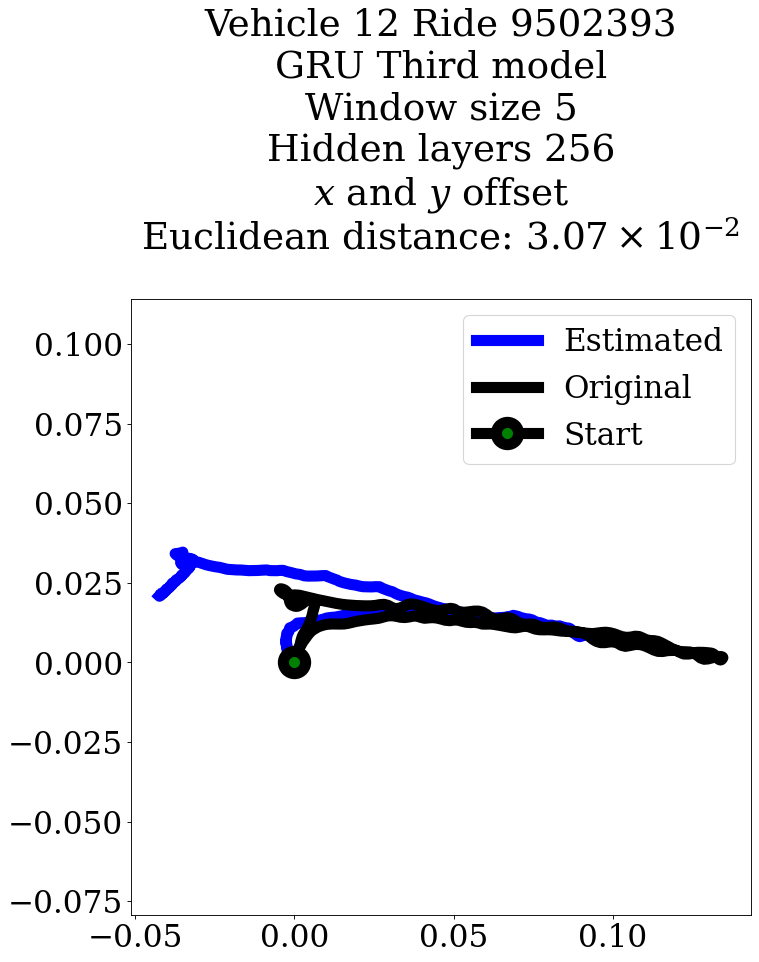 Vehicle 12 Ride 9502393
GRU Third model
Window size 5
Hidden layers 256
x and y offset
Euclidean distance: 3.07 × 10⁻²
Estimated
Original
Start
0.100
0.075
0.050
0.025
0.000
−0.025
−0.050
−0.075
−0.05 0.00 0.05 0.10